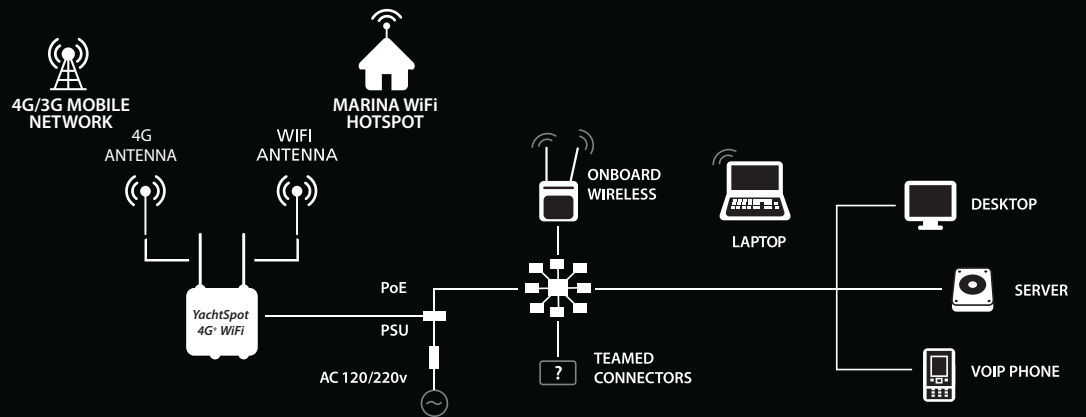 4G/3G MOBILE
NETWORK
MARINA WiFi
HOTSPOT
4G
ANTENNA
WIFI
ANTENNA
ONBOARD
WIRELESS
LAPTOP
DESKTOP
PoE
SERVER
YachtSpot
4G+ WiFi
PSU
AC 120/220v
?
TEAMED
CONNECTORS
VOIP PHONE